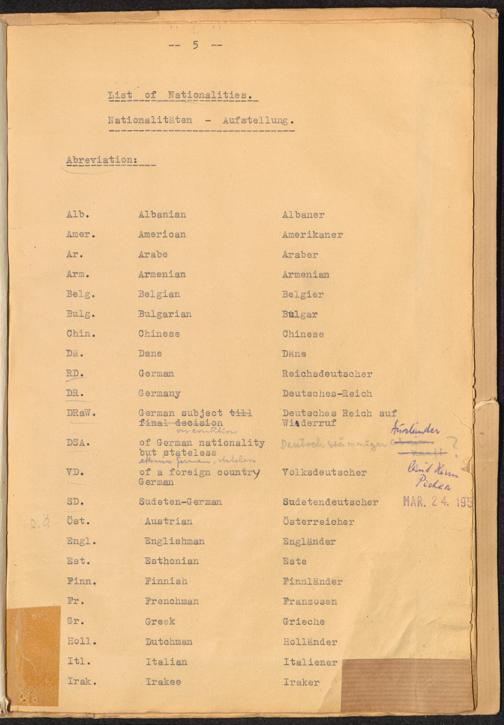 -- 5 --
List of Nationalities.
Nationalitäten - Aufstellung.
Abreviation:
Alb. Albanian Albaner
Amer. American Amerikaner
Ar. Arabe Araber
Arm. Armenian Armenian
Belg. Belgian Belgier
Bulg. Bulgarian Bulgar
Chin. Chinese Chinese
Dä. Dane Däne
RD. German Reichsdeutscher
DR. Germany Deutsches-Reich
DRaW. German subject till Deutsches Reich auf
final decision Wiederruf
Ausländer
DSA. of German nationality Deutsch Stämmiger
but stateless
VD. of a foreign country Volksdeutscher
German
SD. Sudeten-German Sudetendeutscher MAR. 24. 195
Öst. Austrian Österreicher
Engl. Englishman Engländer
Est. Esthonian Este
Finn. Finnish Finnländer
Fr. Frenchman Franzosen
Gr. Greek Grieche
Holl. Dutchman Holländer
Itl. Italian Italiener
Irak. Irakee Iraker